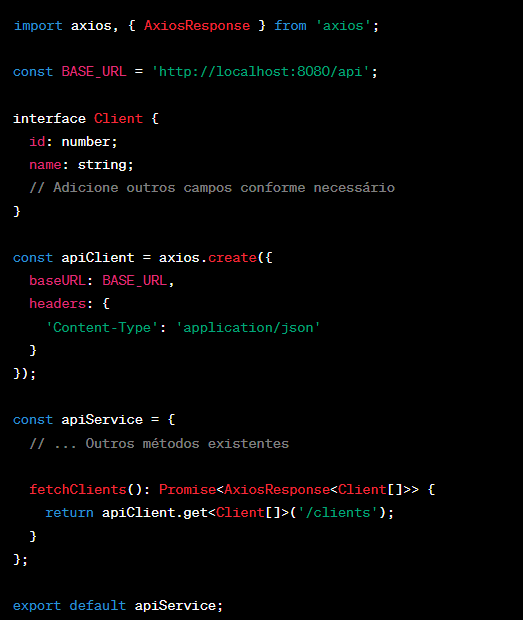 import axios, { AxiosResponse } from 'axios';
const BASE_URL = 'http://localhost:8080/api';
interface Client {
id: number;
name: string;
// Adicione outros campos conforme necessário
}
const apiClient = axios.create({
baseURL: BASE_URL,
headers: {
'Content-Type': 'application/json'
}
});
const apiService = {
// ... Outros métodos existentes
fetchClients(): Promise<AxiosResponse<Client[]>> {
return apiClient.get<Client[]>('/clients');
}
};
export default apiService;